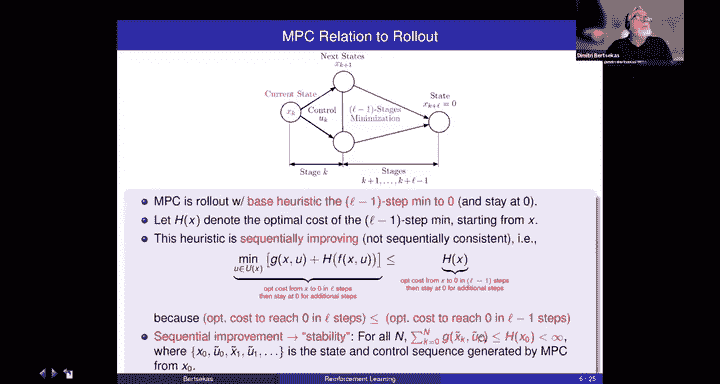 MPC Relation to Rollout
Dimitri Bertsekas
Next States
x_{k+1}
Current State
x_k
Control
u_k
(ℓ − 1)-Stages
Minimization
State
x_{k+ℓ} = 0
Stage k
Stages
k + 1, . . . , k + ℓ − 1
MPC is rollout w/ base heuristic the (ℓ − 1)-step min to 0 (and stay at 0).
Let H(x) denote the optimal cost of the (ℓ − 1)-step min, starting from x.
This heuristic is sequentially improving (not sequentially consistent), i.e.,
min_{u∈U(x)} [g(x, u) + H(f(x, u))] ≤ H(x)
opt cost from x to 0 in ℓ steps
then stay at 0 for additional steps
opt cost from x to 0 in (ℓ − 1) steps
then stay at 0 for additional steps
because (opt. cost to reach 0 in ℓ steps) ≤ (opt. cost to reach 0 in ℓ − 1 steps)
Sequential improvement → "stability": For all N, ∑_{k=0}^{N} g(x̃_k, ũ_k) ≤ H(x_0) < ∞,
where {x_0, ũ_0, x̃_1, ũ_1, . . .} is the state and control sequence generated by MPC
from x_0.
Bertsekas
Reinforcement Learning
6 / 25